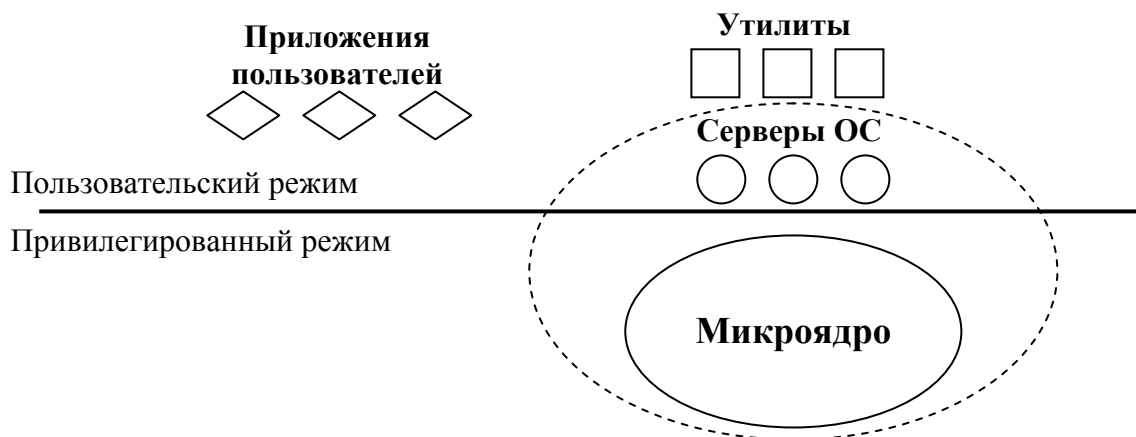 Приложения
пользователей
Утилиты
Серверы ОС
Пользовательский режим
Привилегированный режим
Микроядро